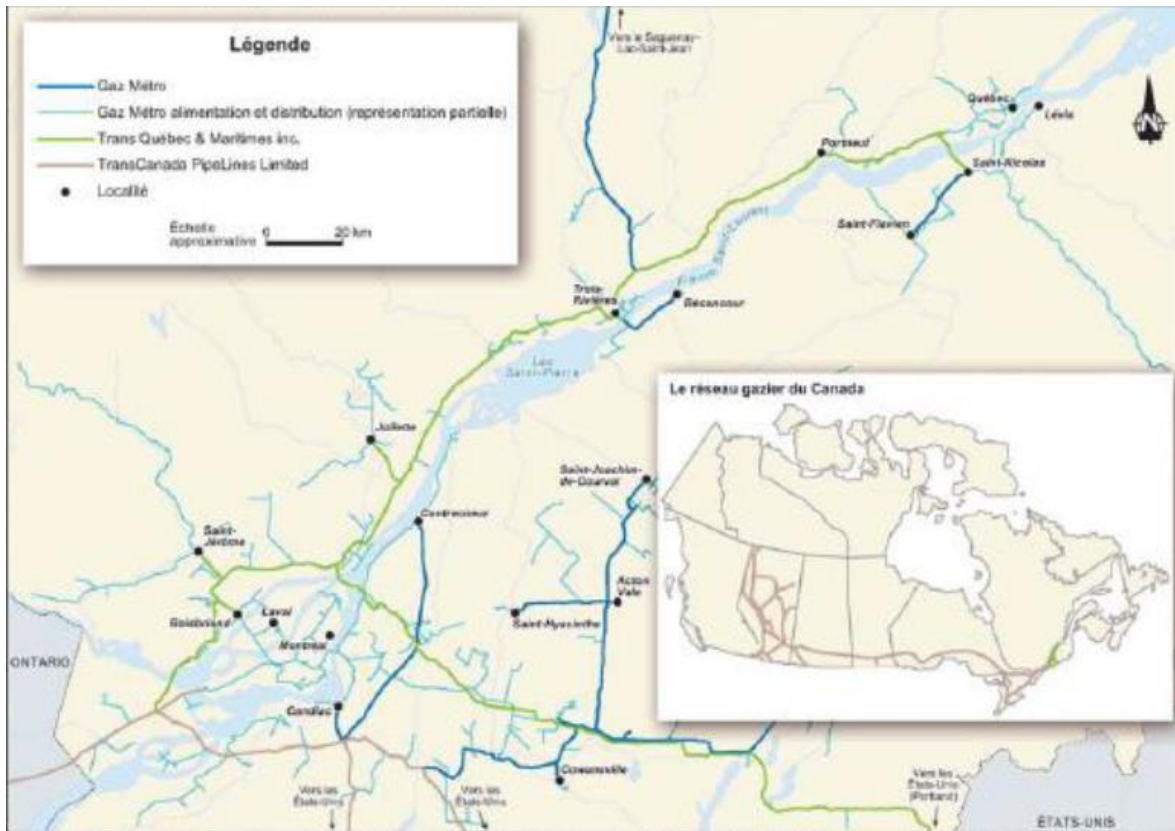 Légende
Gaz Métro
Gaz Métro alimentation et distribution (représentation partielle)
Trans Québec & Maritimes inc.
TransCanada PipeLines Limited
Localité
Échelle
approximative
0
20 km
Vers le Saguenay–
Lac-Saint-Jean
Québec
Lévis
Portneuf
Saint-Nicolas
Saint-Flavien
Fleuve Saint-Laurent
Trois-
Rivières
Bécancour
Lac
Saint-Pierre
Le réseau gazier du Canada
Joliette
Saint-Joachim-
de-Courval
Contrecoeur
Saint-
Jérôme
Acton
Vale
Boisbriand
Laval
Saint-Hyacinthe
Montréal
ONTARIO
Candiac
Cowansville
Vers les
États-Unis
Vers les
États-Unis
Vers les
États-Unis
(Portland)
ÉTATS-UNIS
N